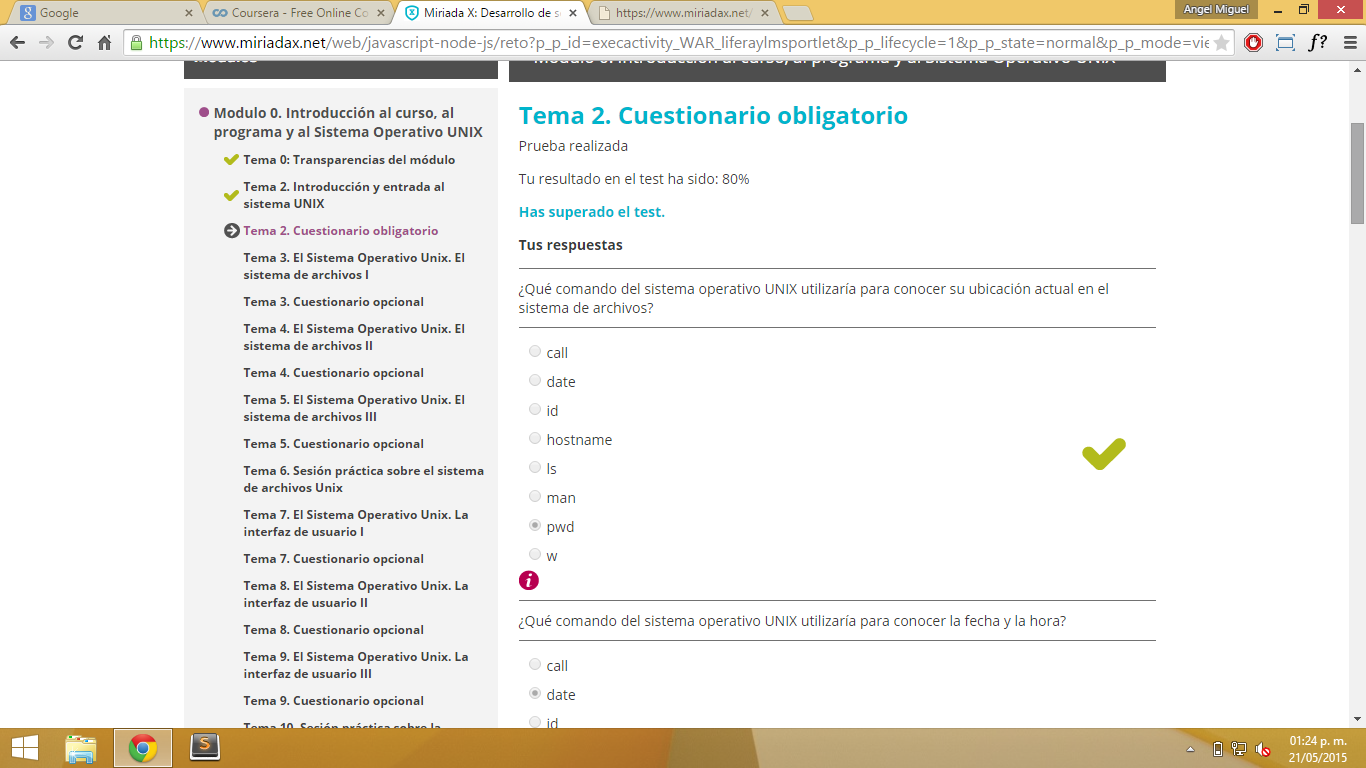 Google
Coursera - Free Online Co
Miriada X: Desarrollo de s
https://www.miriadax.net/
Angel Miguel
https://www.miriadax.net/web/javascript-node-js/reto?p_p_id=execactivity_WAR_liferaylmsportlet&p_p_lifecycle=1&p_p_state=normal&p_p_mode=vie
f?
Modulo 0. Introducción al curso, al programa y al Sistema Operativo UNIX
Modulo 0. Introducción al curso, al
programa y al Sistema Operativo UNIX
Tema 0: Transparencias del módulo
Tema 2. Introducción y entrada al
sistema UNIX
Tema 2. Cuestionario obligatorio
Tema 3. El Sistema Operativo Unix. El
sistema de archivos I
Tema 3. Cuestionario opcional
Tema 4. El Sistema Operativo Unix. El
sistema de archivos II
Tema 4. Cuestionario opcional
Tema 5. El Sistema Operativo Unix. El
sistema de archivos III
Tema 5. Cuestionario opcional
Tema 6. Sesión práctica sobre el sistema
de archivos Unix
Tema 7. El Sistema Operativo Unix. La
interfaz de usuario I
Tema 7. Cuestionario opcional
Tema 8. El Sistema Operativo Unix. La
interfaz de usuario II
Tema 8. Cuestionario opcional
Tema 9. El Sistema Operativo Unix. La
interfaz de usuario III
Tema 9. Cuestionario opcional
Tema 10. Sesión práctica sobre la
Tema 2. Cuestionario obligatorio
Prueba realizada
Tu resultado en el test ha sido: 80%
Has superado el test.
Tus respuestas
¿Qué comando del sistema operativo UNIX utilizaría para conocer su ubicación actual en el
sistema de archivos?
call
date
id
hostname
ls
man
pwd
w
i
¿Qué comando del sistema operativo UNIX utilizaría para conocer la fecha y la hora?
call
date
id
01:24 p. m.
21/05/2015